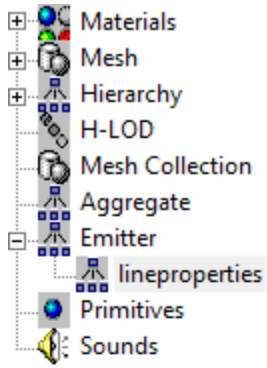 Materials
Mesh
Hierarchy
H-LOD
Mesh Collection
Aggregate
Emitter
lineproperties
Primitives
Sounds